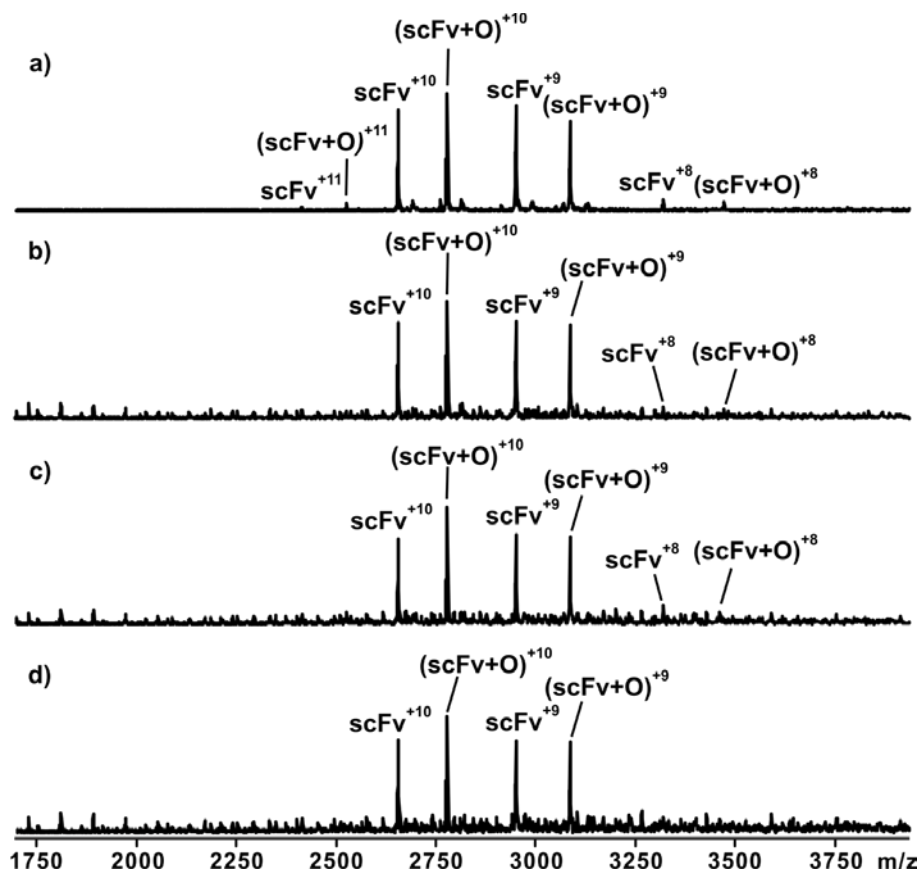 a)
(scFv+O)+10
scFv+10
scFv+9
(scFv+O)+9
(scFv+O)+11
scFv+11
scFv+8
(scFv+O)+8
b)
(scFv+O)+10
(scFv+O)+9
scFv+10
scFv+9
scFv+8
(scFv+O)+8
c)
(scFv+O)+10
(scFv+O)+9
scFv+10
scFv+9
scFv+8
(scFv+O)+8
d)
(scFv+O)+10
(scFv+O)+9
scFv+10
scFv+9
1750 2000 2250 2500 2750 3000 3250 3500 3750 m/z